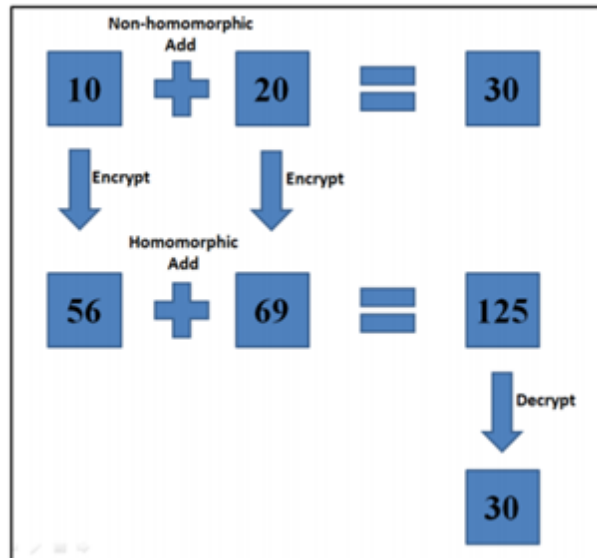 Non-homomorphic
Add
10 20 30
Encrypt Encrypt
Homomorphic
Add
56 69 125
Decrypt
30